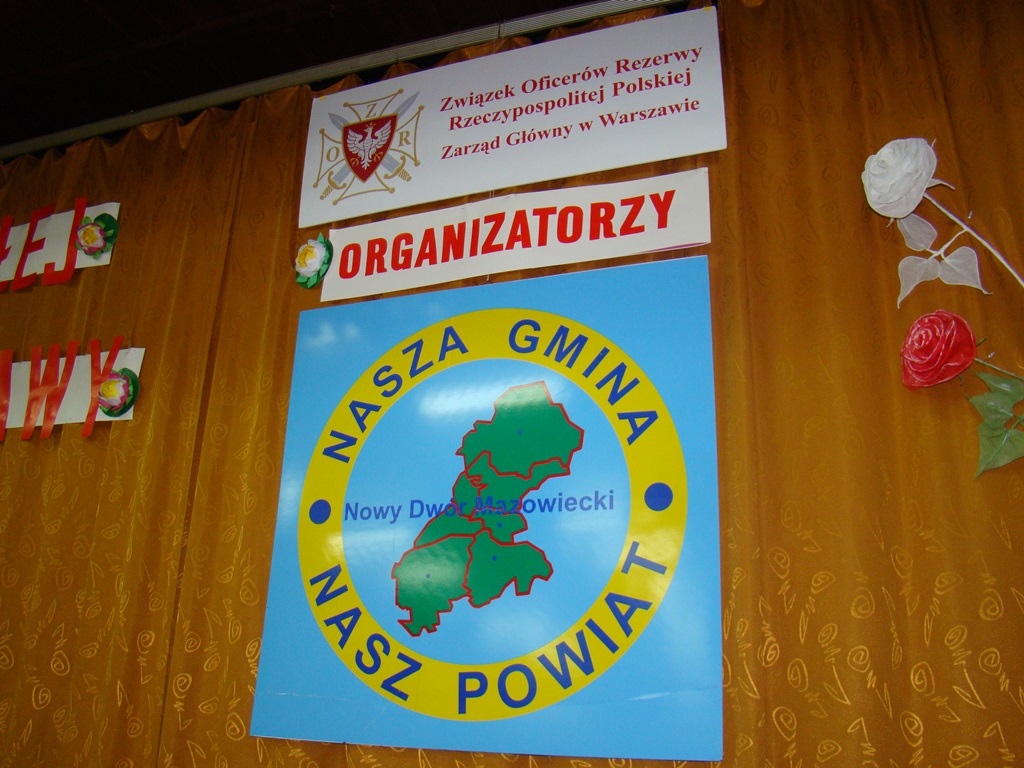 Związek Oficerów Rezerwy
Rzeczypospolitej Polskiej
Zarząd Główny w Warszawie
Z
O R
ORGANIZATORZY
NASZA GMINA
Nowy Dwór Mazowiecki
NASZ POWIAT